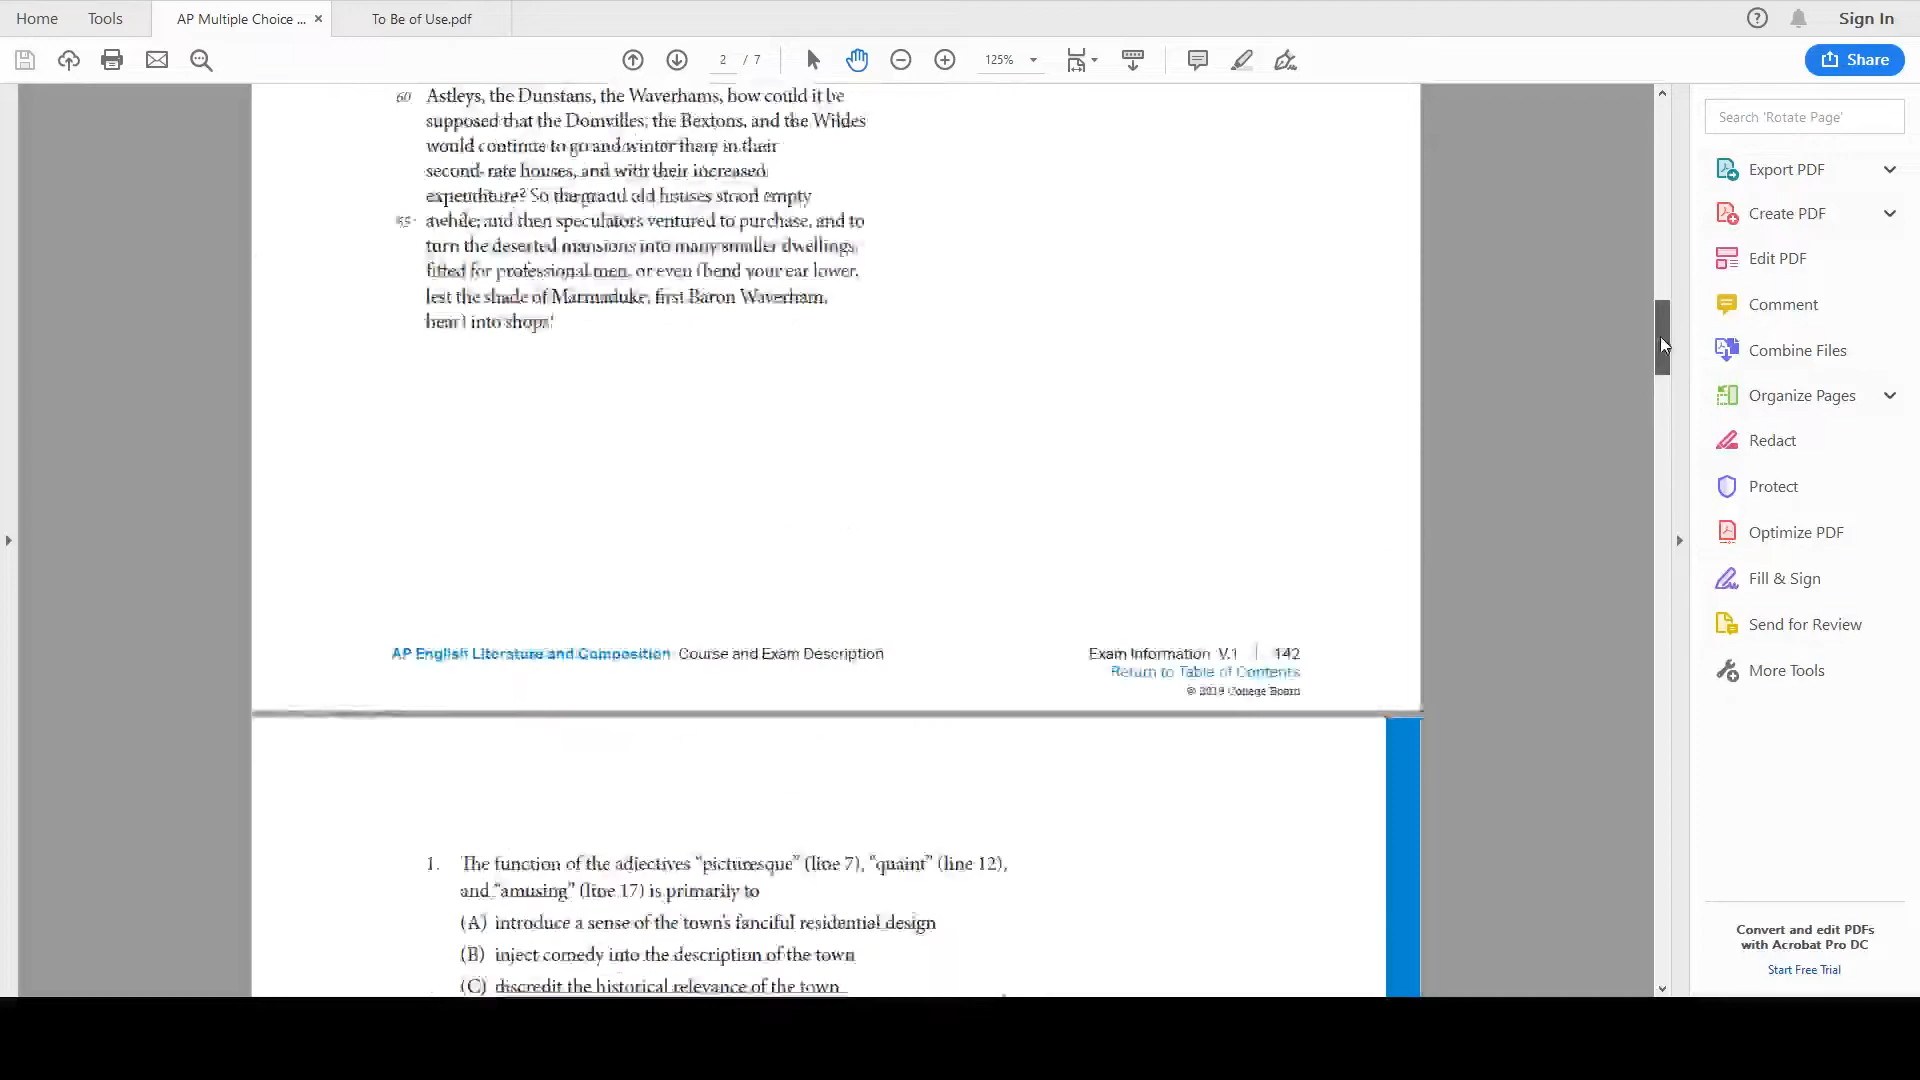 Home Tools AP Multiple Choice ... × To Be of Use.pdf Sign In
2 / 7 125% Share
Search 'Rotate Page'
Export PDF
Create PDF
Edit PDF
Comment
Combine Files
Organize Pages
Redact
Protect
Optimize PDF
Fill & Sign
Send for Review
More Tools
Convert and edit PDFs
with Acrobat Pro DC
Start Free Trial
60 Astleys, the Dunstans, the Waverhams, how could it be
supposed that the Domvilles, the Bextons, and the Wildes
would continue to go and winter there in their
second-rate houses, and with their increased
expenditure? So the grand old houses stood empty
55 awhile; and then speculators ventured to purchase, and to
turn the deserted mansions into many smaller dwellings,
fitted for professional men, or even (bend your ear lower,
lest the shade of Marmaduke, first Baron Waverham,
hear) into shops!
AP English Literature and Composition Course and Exam Description
Exam Information V.1 | 142
Return to Table of Contents
© 2019 College Board
1. The function of the adjectives “picturesque” (line 7), “quaint” (line 12),
and “amusing” (line 17) is primarily to
(A) introduce a sense of the town’s fanciful residential design
(B) inject comedy into the description of the town
(C) discredit the historical relevance of the town